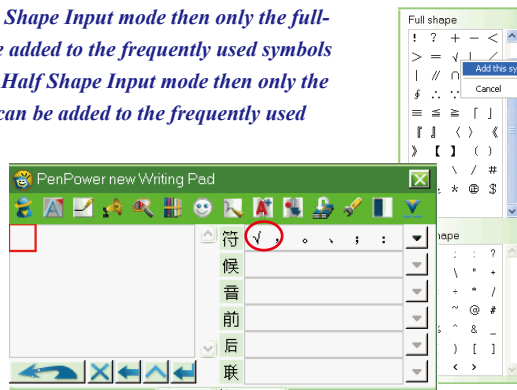 Shape Input mode then only the full-
e added to the frequently used symbols
Half Shape Input mode then only the
can be added to the frequently used
Full shape
! ? + − <
> = √
| // ∩
Add this sy
Cancel
∮ ∴ ∵
≡ ≦ ≧ 「 」
『 』 〈 〉 《
》 【 】 ( )
\ / #
* ⊕ $
ape
; : ?
\ " +
÷ * /
~ @ #
^ & _
) [ ]
< >
PenPower new Writing Pad
符 √ , 。 、 ; :
候
音
前
后
联